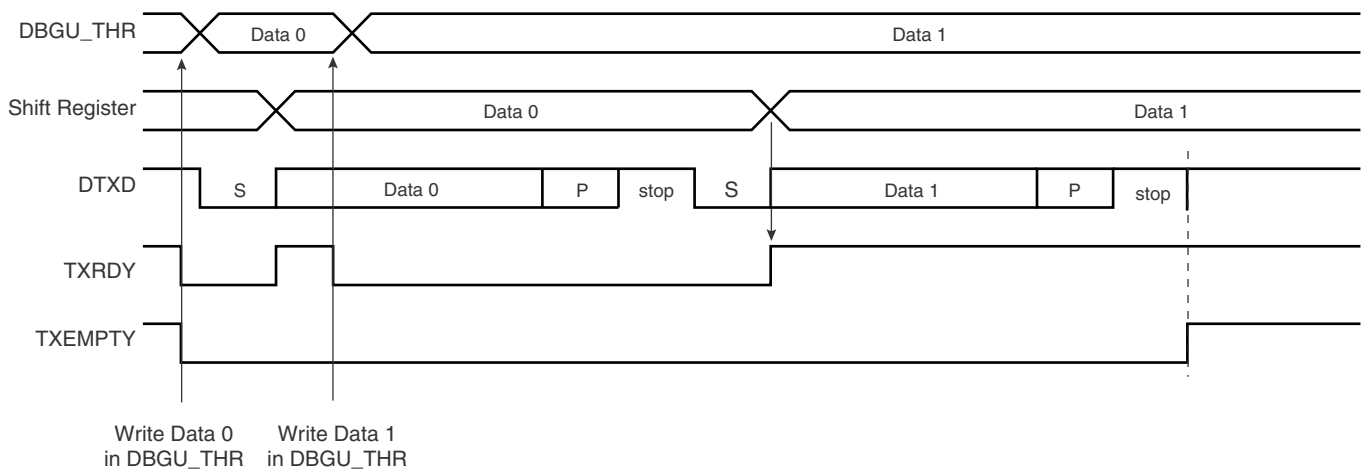 DBGU_THR
Data 0
Data 1
Shift Register
Data 0
Data 1
DTXD
S
Data 0
P
stop
S
Data 1
P
stop
TXRDY
TXEMPTY
Write Data 0
in DBGU_THR
Write Data 1
in DBGU_THR